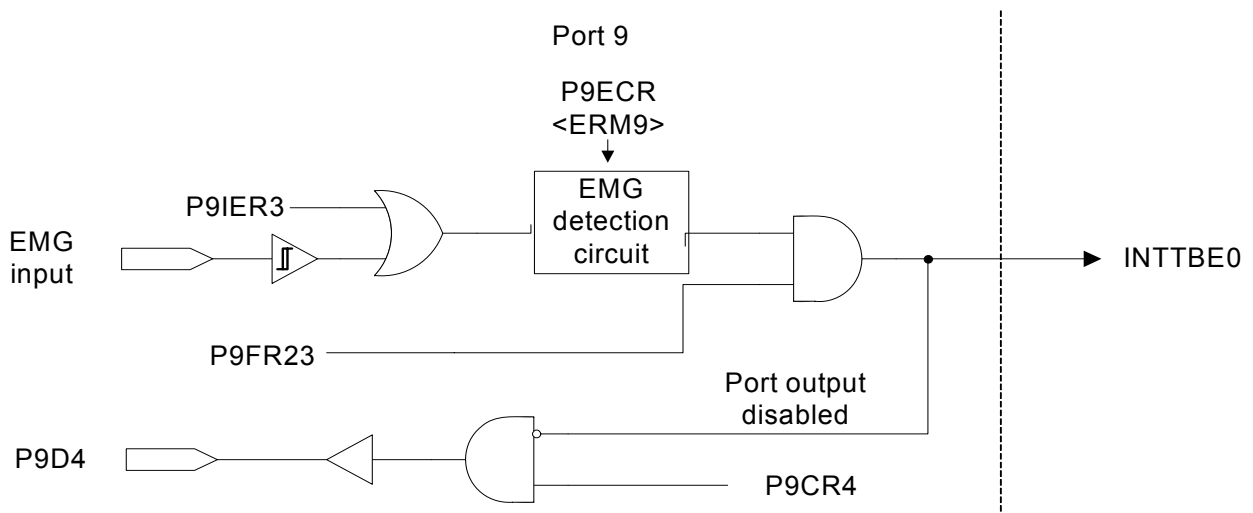 Port 9
P9ECR
<ERM9>
P9IER3
EMG
detection
circuit
EMG
input
INTTBE0
P9FR23
Port output
disabled
P9D4
P9CR4